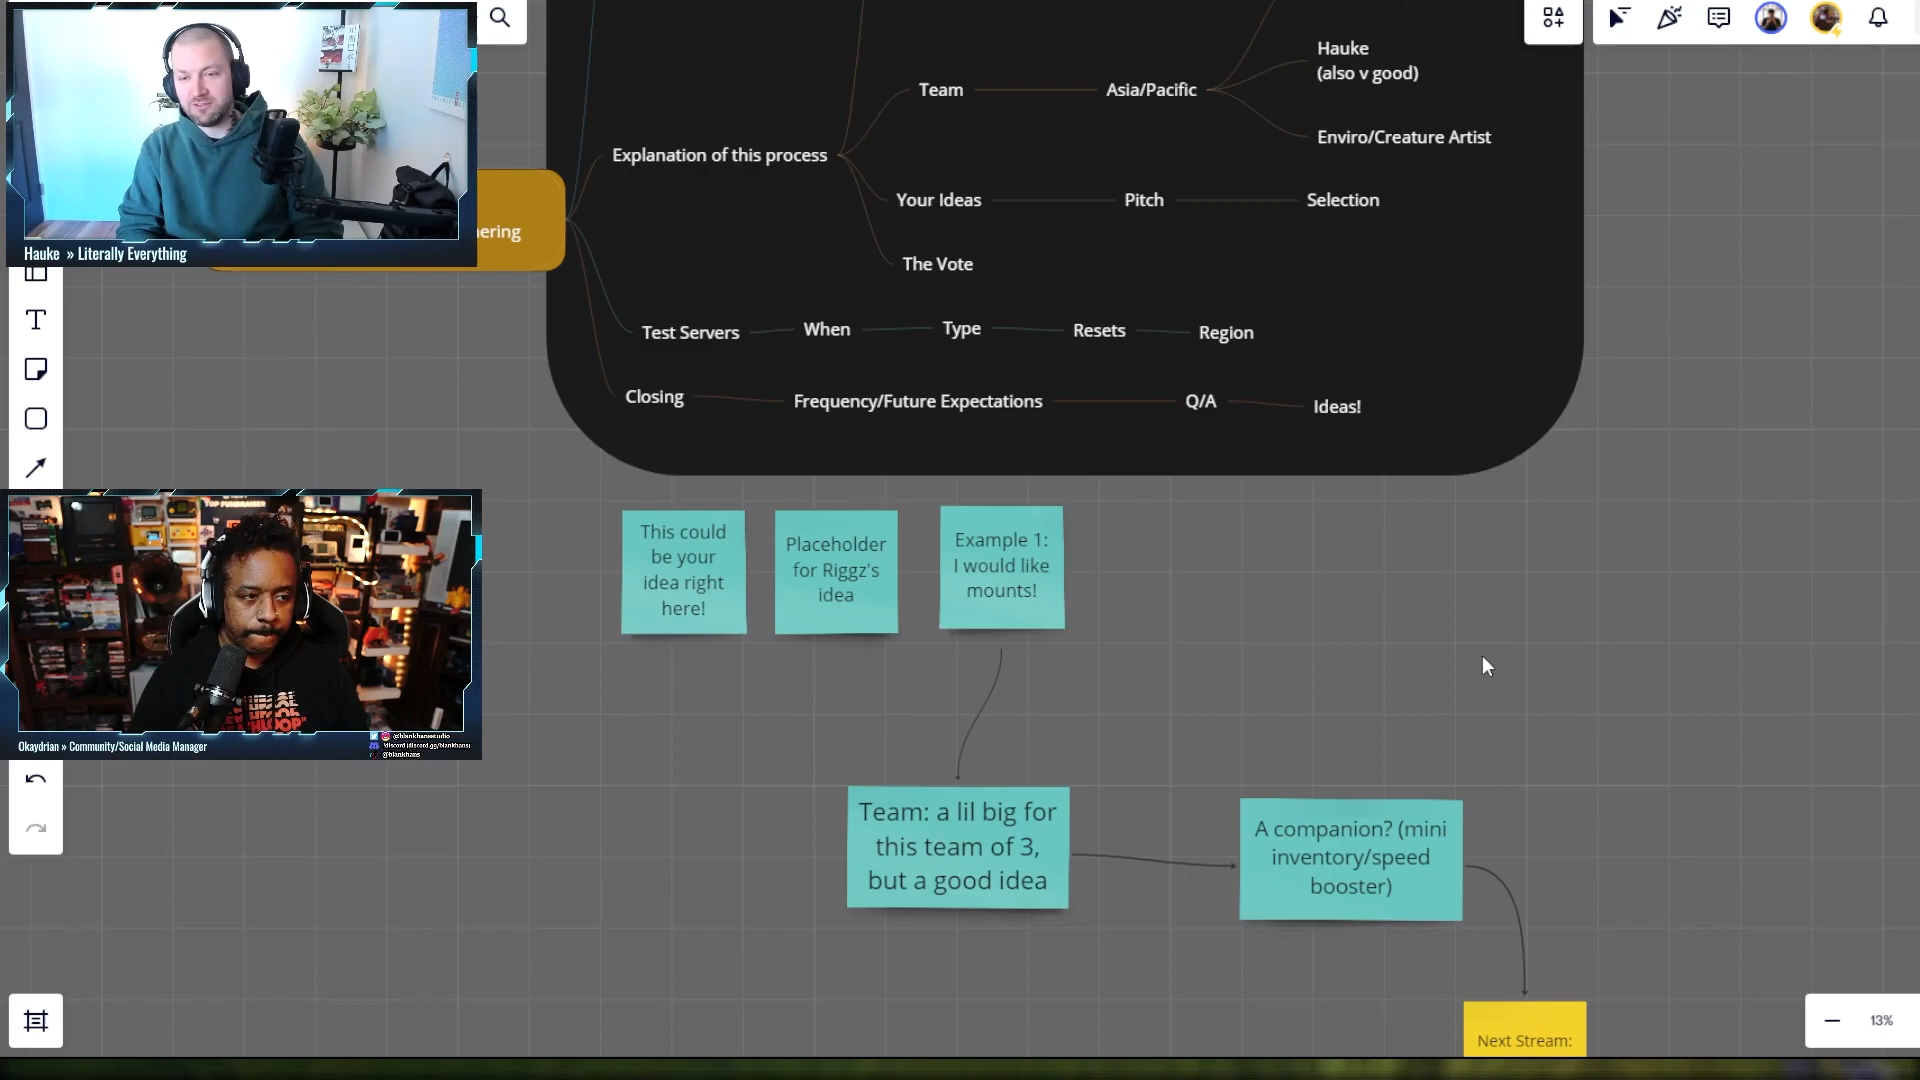 Hauke » Literally Everything
Okaydrian » Community/Social Media Manager
@blankhansstudio
@blankhans
Hauke
(also v good)
Team
Asia/Pacific
Enviro/Creature Artist
Explanation of this process
Your Ideas
Pitch
Selection
The Vote
ering
Test Servers
When
Type
Resets
Region
Closing
Frequency/Future Expectations
Q/A
Ideas!
This could
be your
idea right
here!
Placeholder
for Riggz's
idea
Example 1:
I would like
mounts!
Team: a lil big for
this team of 3,
but a good idea
A companion? (mini
inventory/speed
booster)
Next Stream:
13%